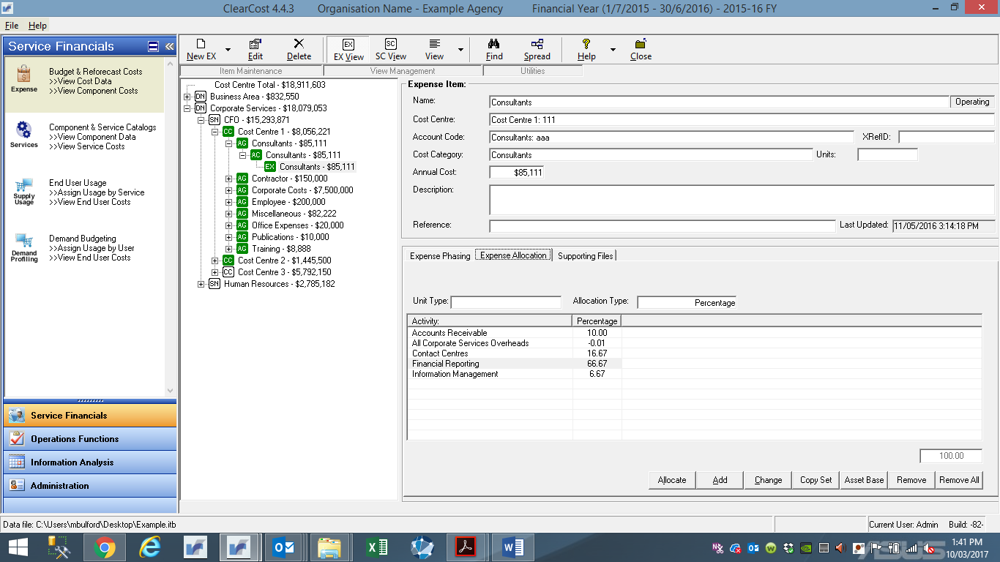 ClearCost 4.4.3 Organisation Name - Example Agency Financial Year (1/7/2015 - 30/6/2016) - 2015-16 FY
File Help
Service Financials
Expense
Budget & Reforecast Costs
>>View Cost Data
>>View Component Costs
Services
Component & Service Catalogs
>>View Component Data
>>View Service Costs
Supply Usage
End User Usage
>>Assign Usage by Service
>>View End User Costs
Demand Profiling
Demand Budgeting
>>Assign Usage by User
>>View End User Costs
Service Financials
Operations Functions
Information Analysis
Administration
New EX Edit Delete EX View SC View View Find Spread Help Close
Item Maintenance View Management Utilities
Cost Centre Total - $18,911,603
DN Business Area - $832,550
DN Corporate Services - $18,079,053
SN CFO - $15,293,871
CC Cost Centre 1 - $8,056,221
AG Consultants - $85,111
AC Consultants - $85,111
EX Consultants - $85,111
AG Contractor - $150,000
AG Corporate Costs - $7,500,000
AG Employee - $200,000
AG Miscellaneous - $82,222
AG Office Expenses - $20,000
AG Publications - $10,000
AG Training - $8,888
CC Cost Centre 2 - $1,445,500
CC Cost Centre 3 - $5,792,150
SN Human Resources - $2,785,182
Expense Item:
Name: Consultants Operating
Cost Centre: Cost Centre 1: 111
Account Code: Consultants: aaa XRefID:
Cost Category: Consultants Units:
Annual Cost: $85,111
Description:
Reference: Last Updated: 11/05/2016 3:14:18 PM
Expense Phasing Expense Allocation Supporting Files
Unit Type: Allocation Type: Percentage
Activity: Percentage
Accounts Receivable 10.00
All Corporate Services Overheads -0.01
Contact Centres 16.67
Financial Reporting 66.67
Information Management 6.67
100.00
Allocate Add Change Copy Set Asset Base Remove Remove All
Data file: C:\Users\mbulford\Desktop\Example.itb Current User: Admin Build: -82-
1:41 PM
10/03/2017
ASUS